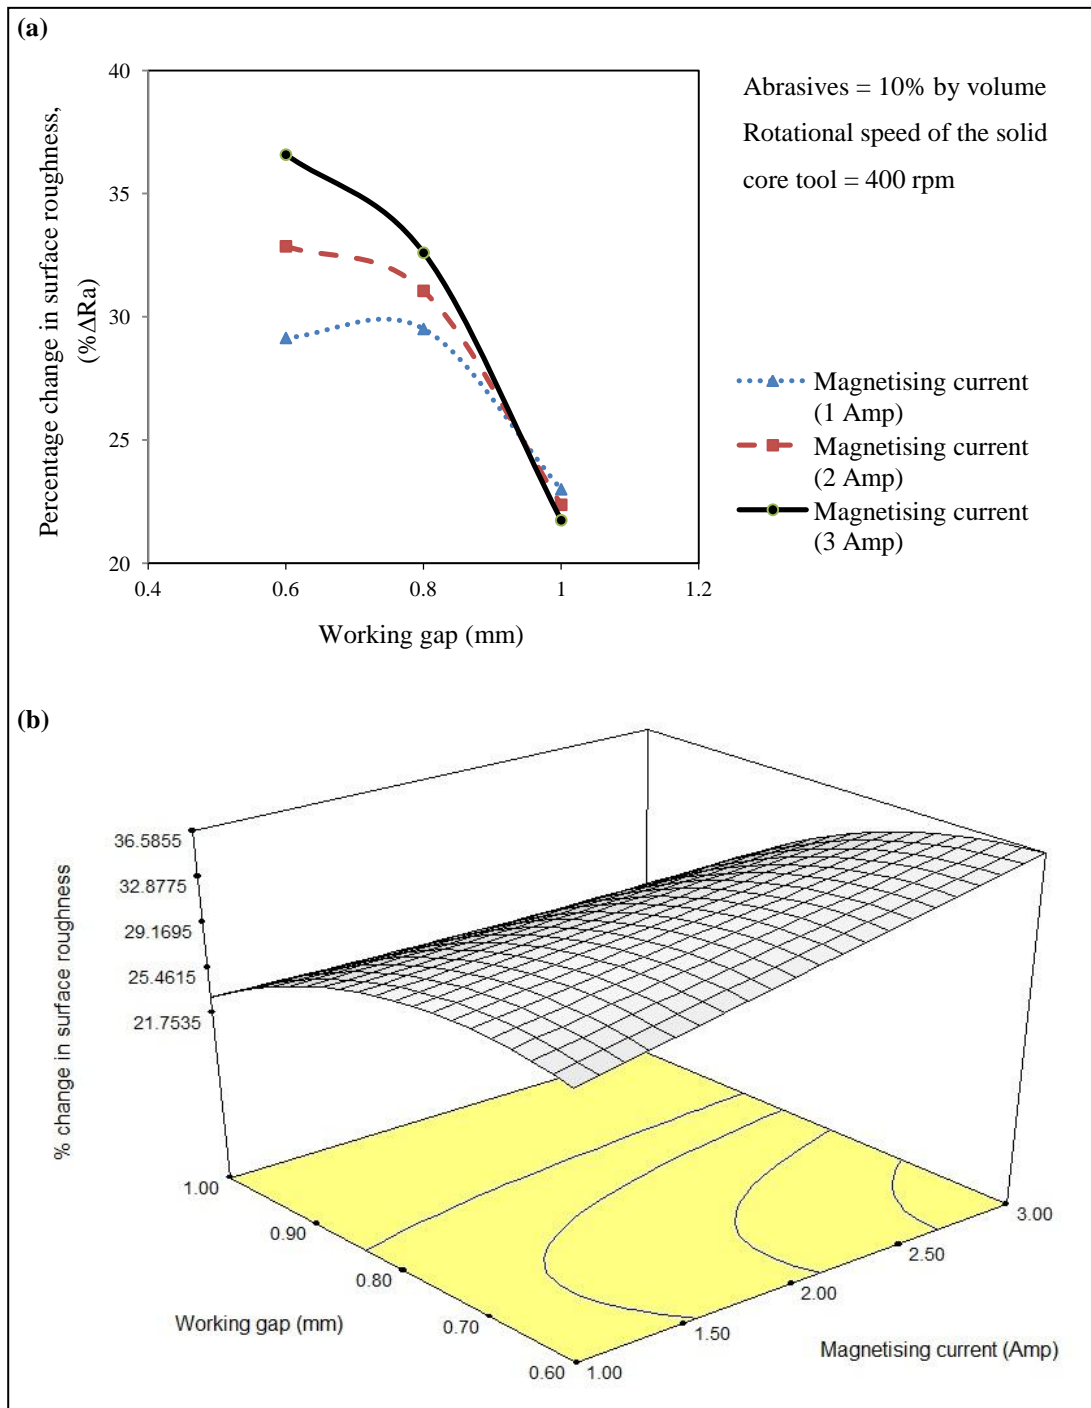 (a)
Percentage change in surface roughness,
(%ΔRa)
40
35
30
25
20
0.4
0.6
0.8
1
1.2
Working gap (mm)
Abrasives = 10% by volume
Rotational speed of the solid
core tool = 400 rpm
Magnetising current
(1 Amp)
Magnetising current
(2 Amp)
Magnetising current
(3 Amp)
(b)
% change in surface roughness
36.5855
32.8775
29.1695
25.4615
21.7535
1.00
0.90
0.80
0.70
0.60
Working gap (mm)
1.00
1.50
2.00
2.50
3.00
Magnetising current (Amp)